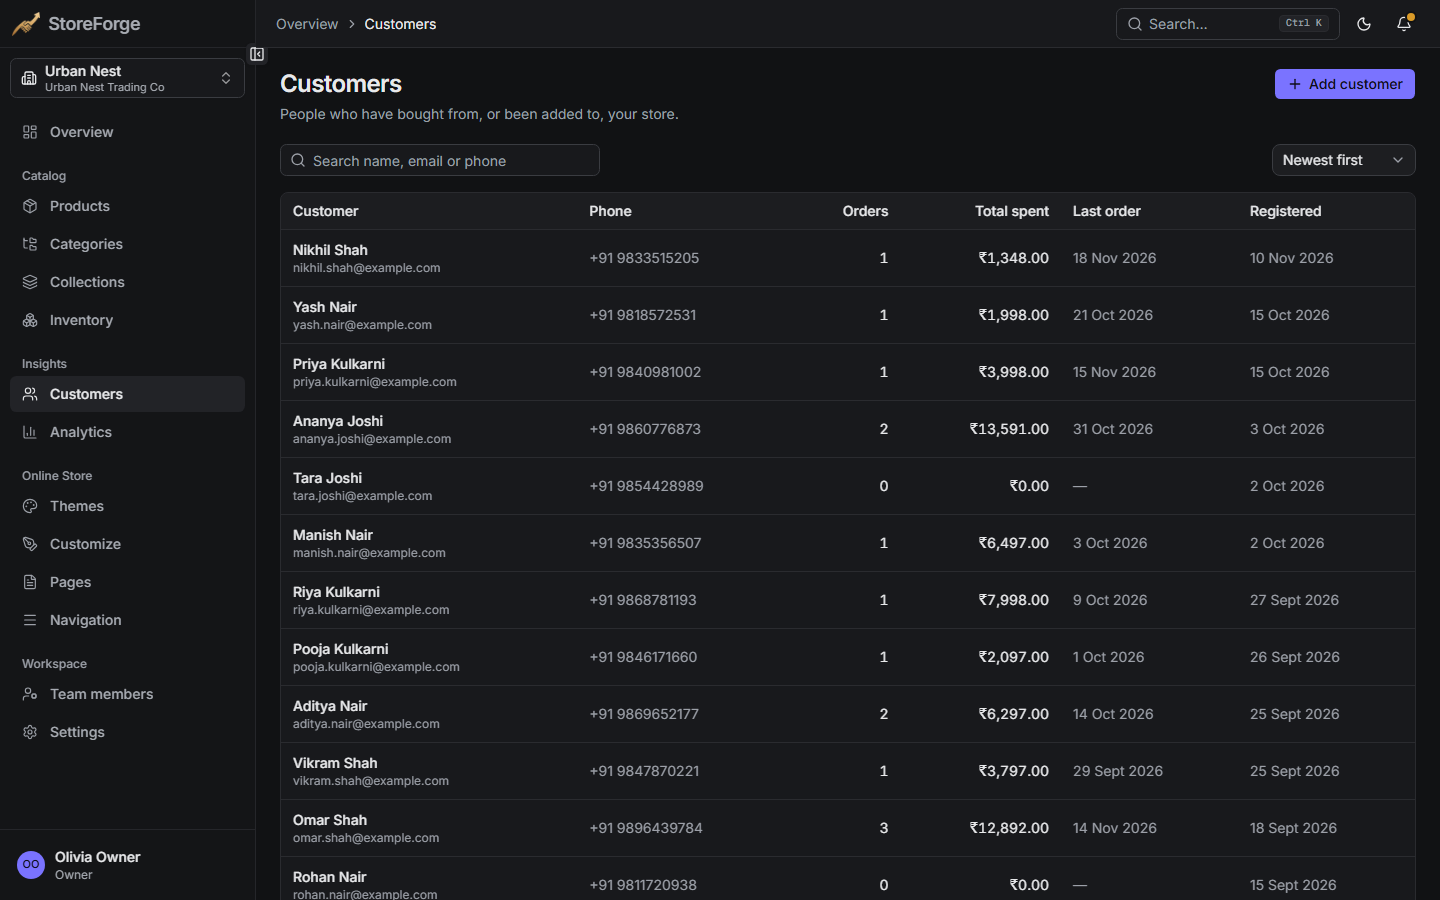 StoreForge
Overview > Customers
Search...
Ctrl K
Urban Nest
Urban Nest Trading Co
Overview
Catalog
Products
Categories
Collections
Inventory
Insights
Customers
Analytics
Online Store
Themes
Customize
Pages
Navigation
Workspace
Team members
Settings
OO
Olivia Owner
Owner
Customers
People who have bought from, or been added to, your store.
+ Add customer
Search name, email or phone
Newest first
Customer Phone Orders Total spent Last order Registered
Nikhil Shah
nikhil.shah@example.com
+91 9833515205 1 ₹1,348.00 18 Nov 2026 10 Nov 2026
Yash Nair
yash.nair@example.com
+91 9818572531 1 ₹1,998.00 21 Oct 2026 15 Oct 2026
Priya Kulkarni
priya.kulkarni@example.com
+91 9840981002 1 ₹3,998.00 15 Nov 2026 15 Oct 2026
Ananya Joshi
ananya.joshi@example.com
+91 9860776873 2 ₹13,591.00 31 Oct 2026 3 Oct 2026
Tara Joshi
tara.joshi@example.com
+91 9854428989 0 ₹0.00 — 2 Oct 2026
Manish Nair
manish.nair@example.com
+91 9835356507 1 ₹6,497.00 3 Oct 2026 2 Oct 2026
Riya Kulkarni
riya.kulkarni@example.com
+91 9868781193 1 ₹7,998.00 9 Oct 2026 27 Sept 2026
Pooja Kulkarni
pooja.kulkarni@example.com
+91 9846171660 1 ₹2,097.00 1 Oct 2026 26 Sept 2026
Aditya Nair
aditya.nair@example.com
+91 9869652177 2 ₹6,297.00 14 Oct 2026 25 Sept 2026
Vikram Shah
vikram.shah@example.com
+91 9847870221 1 ₹3,797.00 29 Sept 2026 25 Sept 2026
Omar Shah
omar.shah@example.com
+91 9896439784 3 ₹12,892.00 14 Nov 2026 18 Sept 2026
Rohan Nair
rohan.nair@example.com
+91 9811720938 0 ₹0.00 — 15 Sept 2026